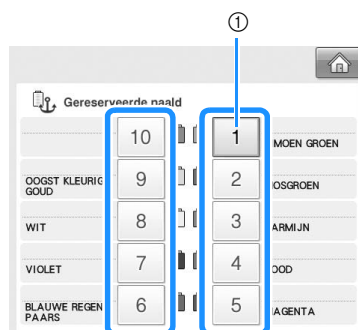 ①
Gereserveerde naald
10 1 MOEN GROEN
OOGST KLEURIG
GOUD
9 2 OSGROEN
WIT 8 3 ARMIJN
VIOLET 7 4 OOD
BLAUWE REGEN
PAARS
6 5 AGENTA